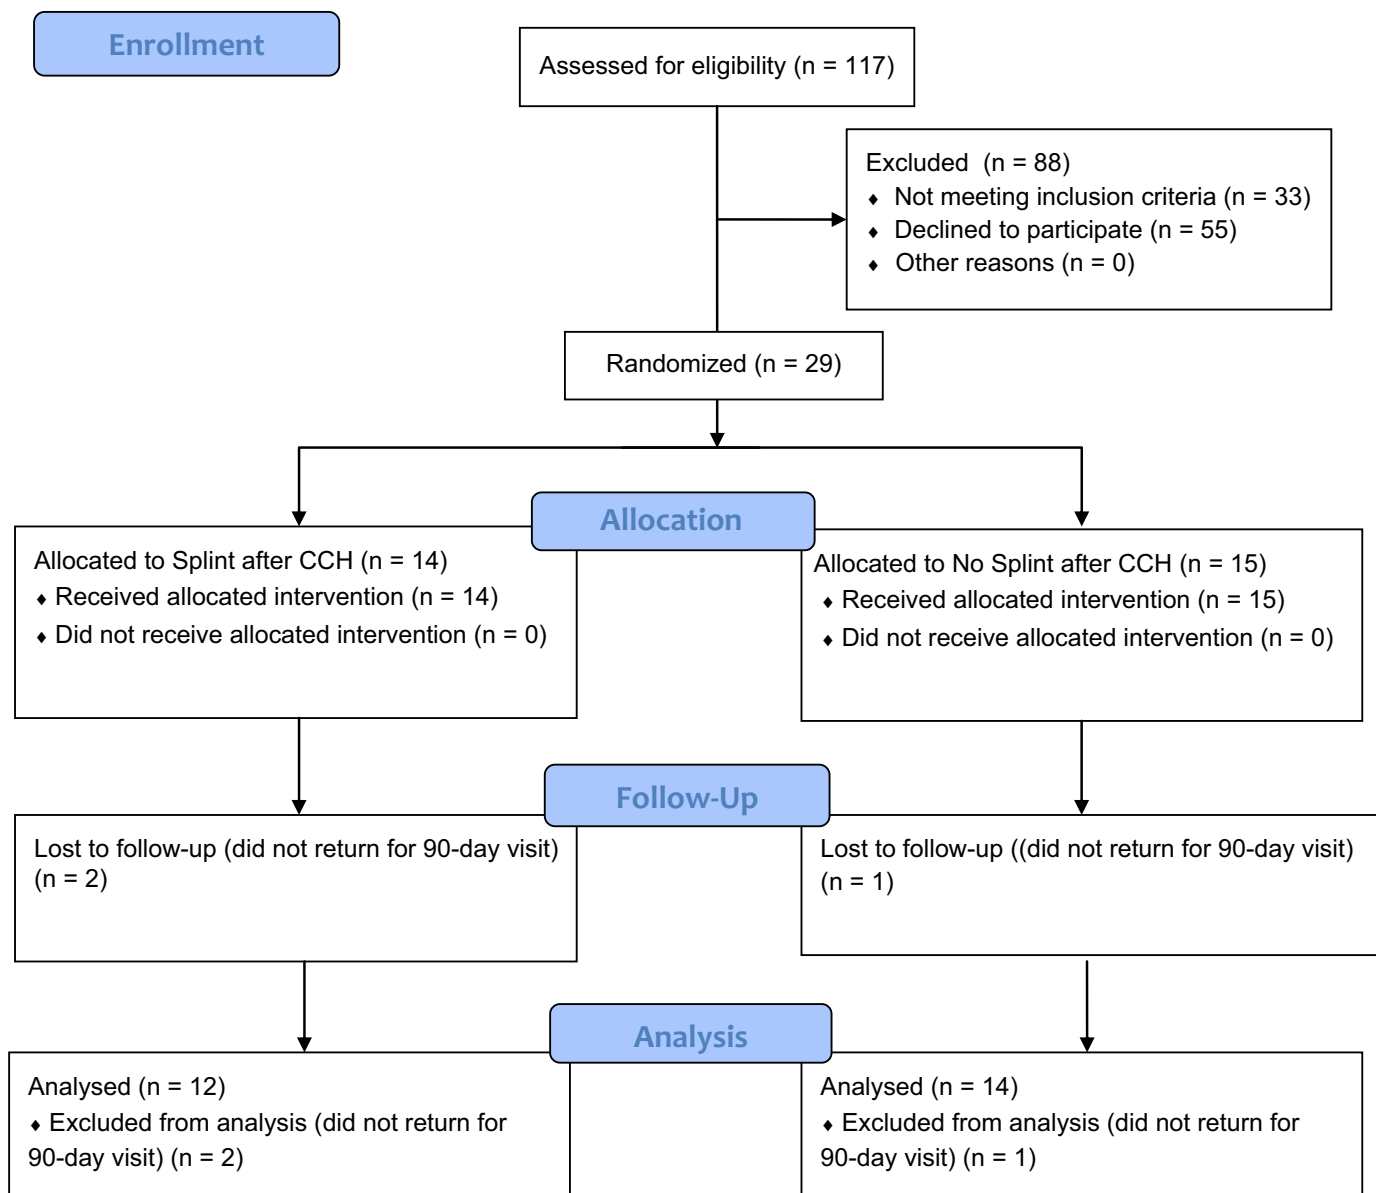 Enrollment
Assessed for eligibility (n = 117)
Excluded  (n = 88)
♦ Not meeting inclusion criteria (n = 33)
♦ Declined to participate (n = 55)
♦ Other reasons (n = 0)
Randomized (n = 29)
Allocation
Allocated to Splint after CCH (n = 14)
♦ Received allocated intervention (n = 14)
♦ Did not receive allocated intervention (n = 0)
Allocated to No Splint after CCH (n = 15)
♦ Received allocated intervention (n = 15)
♦ Did not receive allocated intervention (n = 0)
Follow-Up
Lost to follow-up (did not return for 90-day visit)
(n = 2)
Lost to follow-up ((did not return for 90-day visit)
(n = 1)
Analysis
Analysed (n = 12)
♦ Excluded from analysis (did not return for
90-day visit) (n = 2)
Analysed (n = 14)
♦ Excluded from analysis (did not return for
90-day visit) (n = 1)